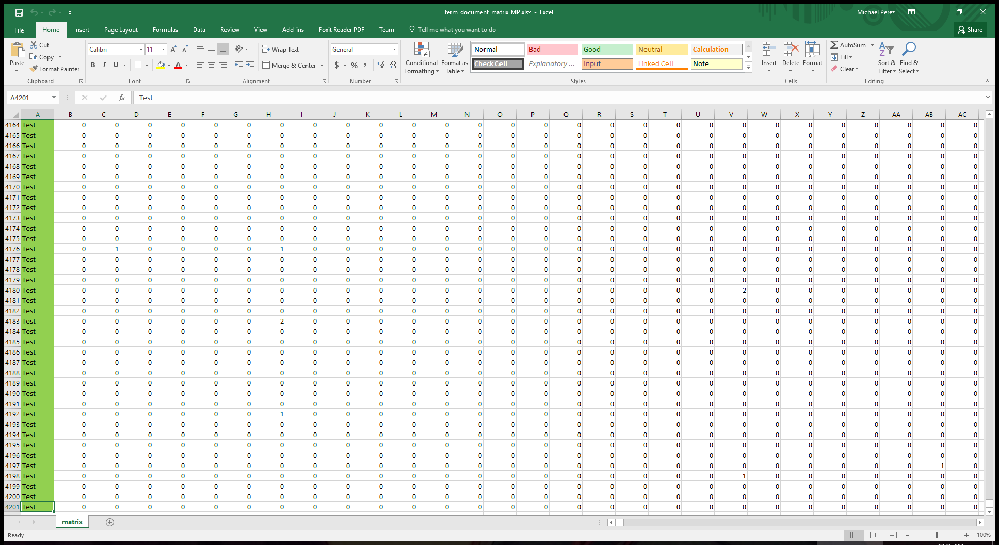 term_document_matrix_MP.xlsx - Excel
Michael Perez
File Home Insert Page Layout Formulas Data Review View Add-ins Foxit Reader PDF Team Tell me what you want to do Share
Paste
Cut
Copy
Format Painter
Clipboard
Calibri 11
B I U
Font
Wrap Text
Merge & Center
Alignment
General
$ % ,
Number
Conditional Formatting
Format as Table
Normal Bad Good Neutral Calculation
Check Cell Explanatory ... Input Linked Cell Note
Styles
Insert Delete Format
Cells
AutoSum
Fill
Clear
Sort & Filter
Find & Select
Editing
A4201 fx Test
A B C D E F G H I J K L M N O P Q R S T U V W X Y Z AA AB AC
4164 Test 0 0 0 0 0 0 0 0 0 0 0 0 0 0 0 0 0 0 0 0 0 0 0 0 0 0 0 0
4165 Test 0 0 0 0 0 0 0 0 0 0 0 0 0 0 0 0 0 0 0 0 0 0 0 0 0 0 0 0
4166 Test 0 0 0 0 0 0 0 0 0 0 0 0 0 0 0 0 0 0 0 0 0 0 0 0 0 0 0 0
4167 Test 0 0 0 0 0 0 0 0 0 0 0 0 0 0 0 0 0 0 0 0 0 0 0 0 0 0 0 0
4168 Test 0 0 0 0 0 0 0 0 0 0 0 0 0 0 0 0 0 0 0 0 0 0 0 0 0 0 0 0
4169 Test 0 0 0 0 0 0 0 0 0 0 0 0 0 0 0 0 0 0 0 0 0 0 0 0 0 0 0 0
4170 Test 0 0 0 0 0 0 0 0 0 0 0 0 0 0 0 0 0 0 0 0 0 0 0 0 0 0 0 0
4171 Test 0 0 0 0 0 0 0 0 0 0 0 0 0 0 0 0 0 0 0 0 0 0 0 0 0 0 0 0
4172 Test 0 0 0 0 0 0 0 0 0 0 0 0 0 0 0 0 0 0 0 0 0 0 0 0 0 0 0 0
4173 Test 0 0 0 0 0 0 0 0 0 0 0 0 0 0 0 0 0 0 0 0 0 0 0 0 0 0 0 0
4174 Test 0 0 0 0 0 0 0 0 0 0 0 0 0 0 0 0 0 0 0 0 0 0 0 0 0 0 0 0
4175 Test 0 0 0 0 0 0 0 0 0 0 0 0 0 0 0 0 0 0 0 0 0 0 0 0 0 0 0 0
4176 Test 0 1 0 0 0 0 1 0 0 0 0 0 0 0 0 0 0 0 0 0 0 0 0 0 0 0 0 0
4177 Test 0 0 0 0 0 0 0 0 0 0 0 0 0 0 0 0 0 0 0 0 0 0 0 0 0 0 0 0
4178 Test 0 0 0 0 0 0 0 0 0 0 0 0 0 0 0 0 0 0 0 0 0 0 0 0 0 0 0 0
4179 Test 0 0 0 0 0 0 0 0 0 0 0 0 0 0 0 0 0 0 0 0 0 0 0 0 0 0 0 0
4180 Test 0 0 0 0 0 0 0 0 0 0 0 0 0 0 0 0 0 0 0 0 2 0 0 0 0 0 0 0
4181 Test 0 0 0 0 0 0 0 0 0 0 0 0 0 0 0 0 0 0 0 0 0 0 0 0 0 0 0 0
4182 Test 0 0 0 0 0 0 0 0 0 0 0 0 0 0 0 0 0 0 0 0 0 0 0 0 0 0 0 0
4183 Test 0 0 0 0 0 0 2 0 0 0 0 0 0 0 0 0 0 0 0 0 0 0 0 0 0 0 0 0
4184 Test 0 0 0 0 0 0 0 0 0 0 0 0 0 0 0 0 0 0 0 0 0 0 0 0 0 0 0 0
4185 Test 0 0 0 0 0 0 0 0 0 0 0 0 0 0 0 0 0 0 0 0 0 0 0 0 0 0 0 0
4186 Test 0 0 0 0 0 0 0 0 0 0 0 0 0 0 0 0 0 0 0 0 0 0 0 0 0 0 0 0
4187 Test 0 0 0 0 0 0 0 0 0 0 0 0 0 0 0 0 0 0 0 0 0 0 0 0 0 0 0 0
4188 Test 0 0 0 0 0 0 0 0 0 0 0 0 0 0 0 0 0 0 0 0 0 0 0 0 0 0 0 0
4189 Test 0 0 0 0 0 0 0 0 0 0 0 0 0 0 0 0 0 0 0 0 0 0 0 0 0 0 0 0
4190 Test 0 0 0 0 0 0 0 0 0 0 0 0 0 0 0 0 0 0 0 0 0 0 0 0 0 0 0 0
4191 Test 0 0 0 0 0 0 0 0 0 0 0 0 0 0 0 0 0 0 0 0 0 0 0 0 0 0 0 0
4192 Test 0 0 0 0 0 0 1 0 0 0 0 0 0 0 0 0 0 0 0 0 0 0 0 0 0 0 0 0
4193 Test 0 0 0 0 0 0 0 0 0 0 0 0 0 0 0 0 0 0 0 0 0 0 0 0 0 0 0 0
4194 Test 0 0 0 0 0 0 0 0 0 0 0 0 0 0 0 0 0 0 0 0 0 0 0 0 0 0 0 0
4195 Test 0 0 0 0 0 0 0 0 0 0 0 0 0 0 0 0 0 0 0 0 0 0 0 0 0 0 0 0
4196 Test 0 0 0 0 0 0 0 0 0 0 0 0 0 0 0 0 0 0 0 0 0 0 0 0 0 0 0 0
4197 Test 0 0 0 0 0 0 0 0 0 0 0 0 0 0 0 0 0 0 0 0 0 0 0 0 0 0 1 0
4198 Test 0 0 0 0 0 0 0 0 0 0 0 0 0 0 0 0 0 0 0 0 1 0 0 0 0 0 0 0
4199 Test 0 0 0 0 0 0 0 0 0 0 0 0 0 0 0 0 0 0 0 0 0 0 0 0 0 0 0 0
4200 Test 0 0 0 0 0 0 0 0 0 0 0 0 0 0 0 0 0 0 0 0 0 0 0 0 0 0 0 0
4201 Test 0 0 0 0 0 0 0 0 0 0 0 0 0 0 0 0 0 0 0 0 0 0 0 0 0 0 0 0
matrix
Ready
100%